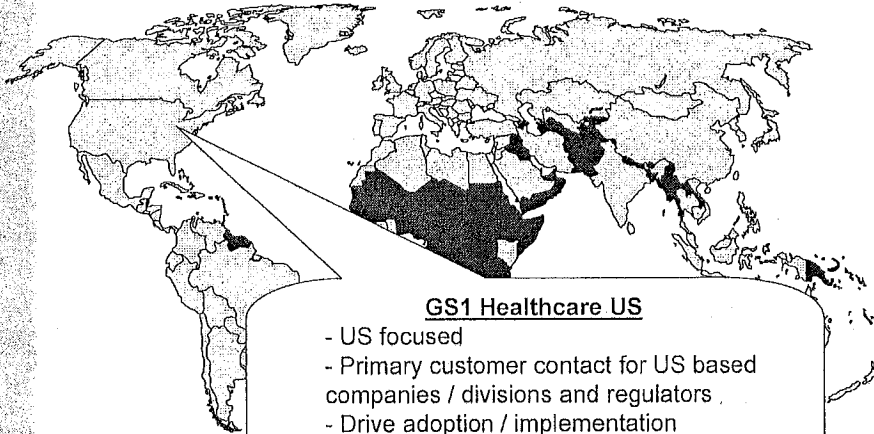 GS1 Healthcare US
- US focused
- Primary customer contact for US based
companies / divisions and regulators
- Drive adoption / implementation